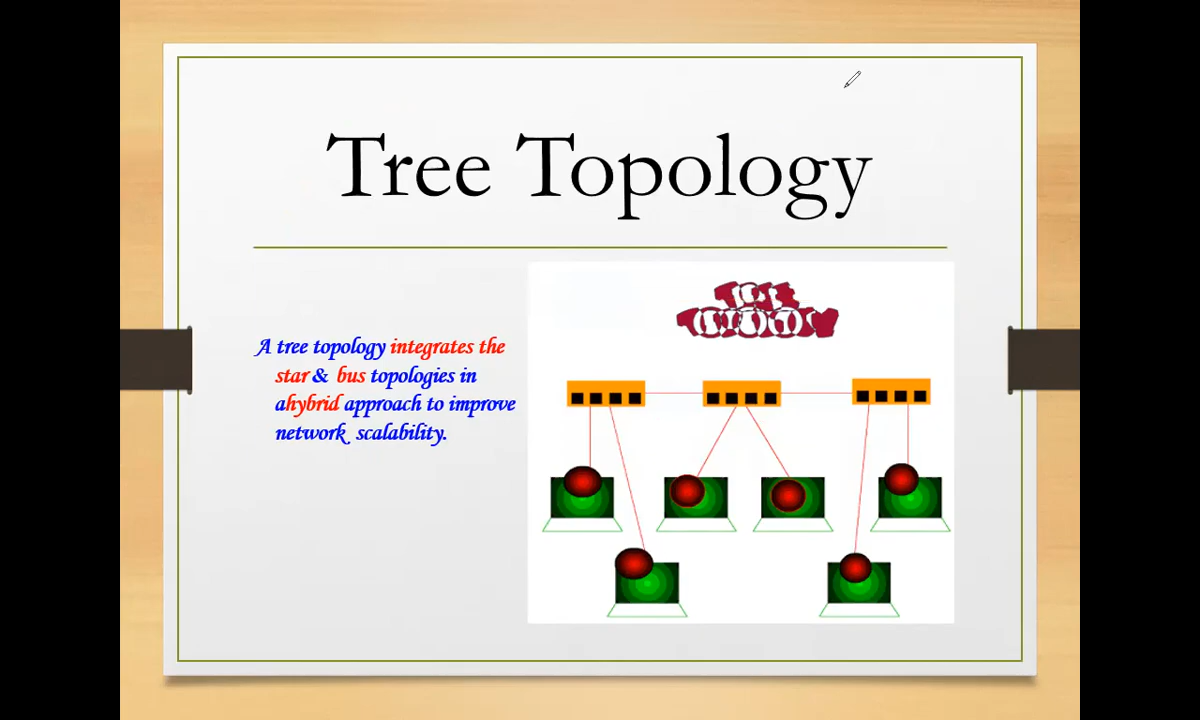 Tree Topology
A tree topology integrates the
star & bus topologies in
ahybrid approach to improve
network scalability.